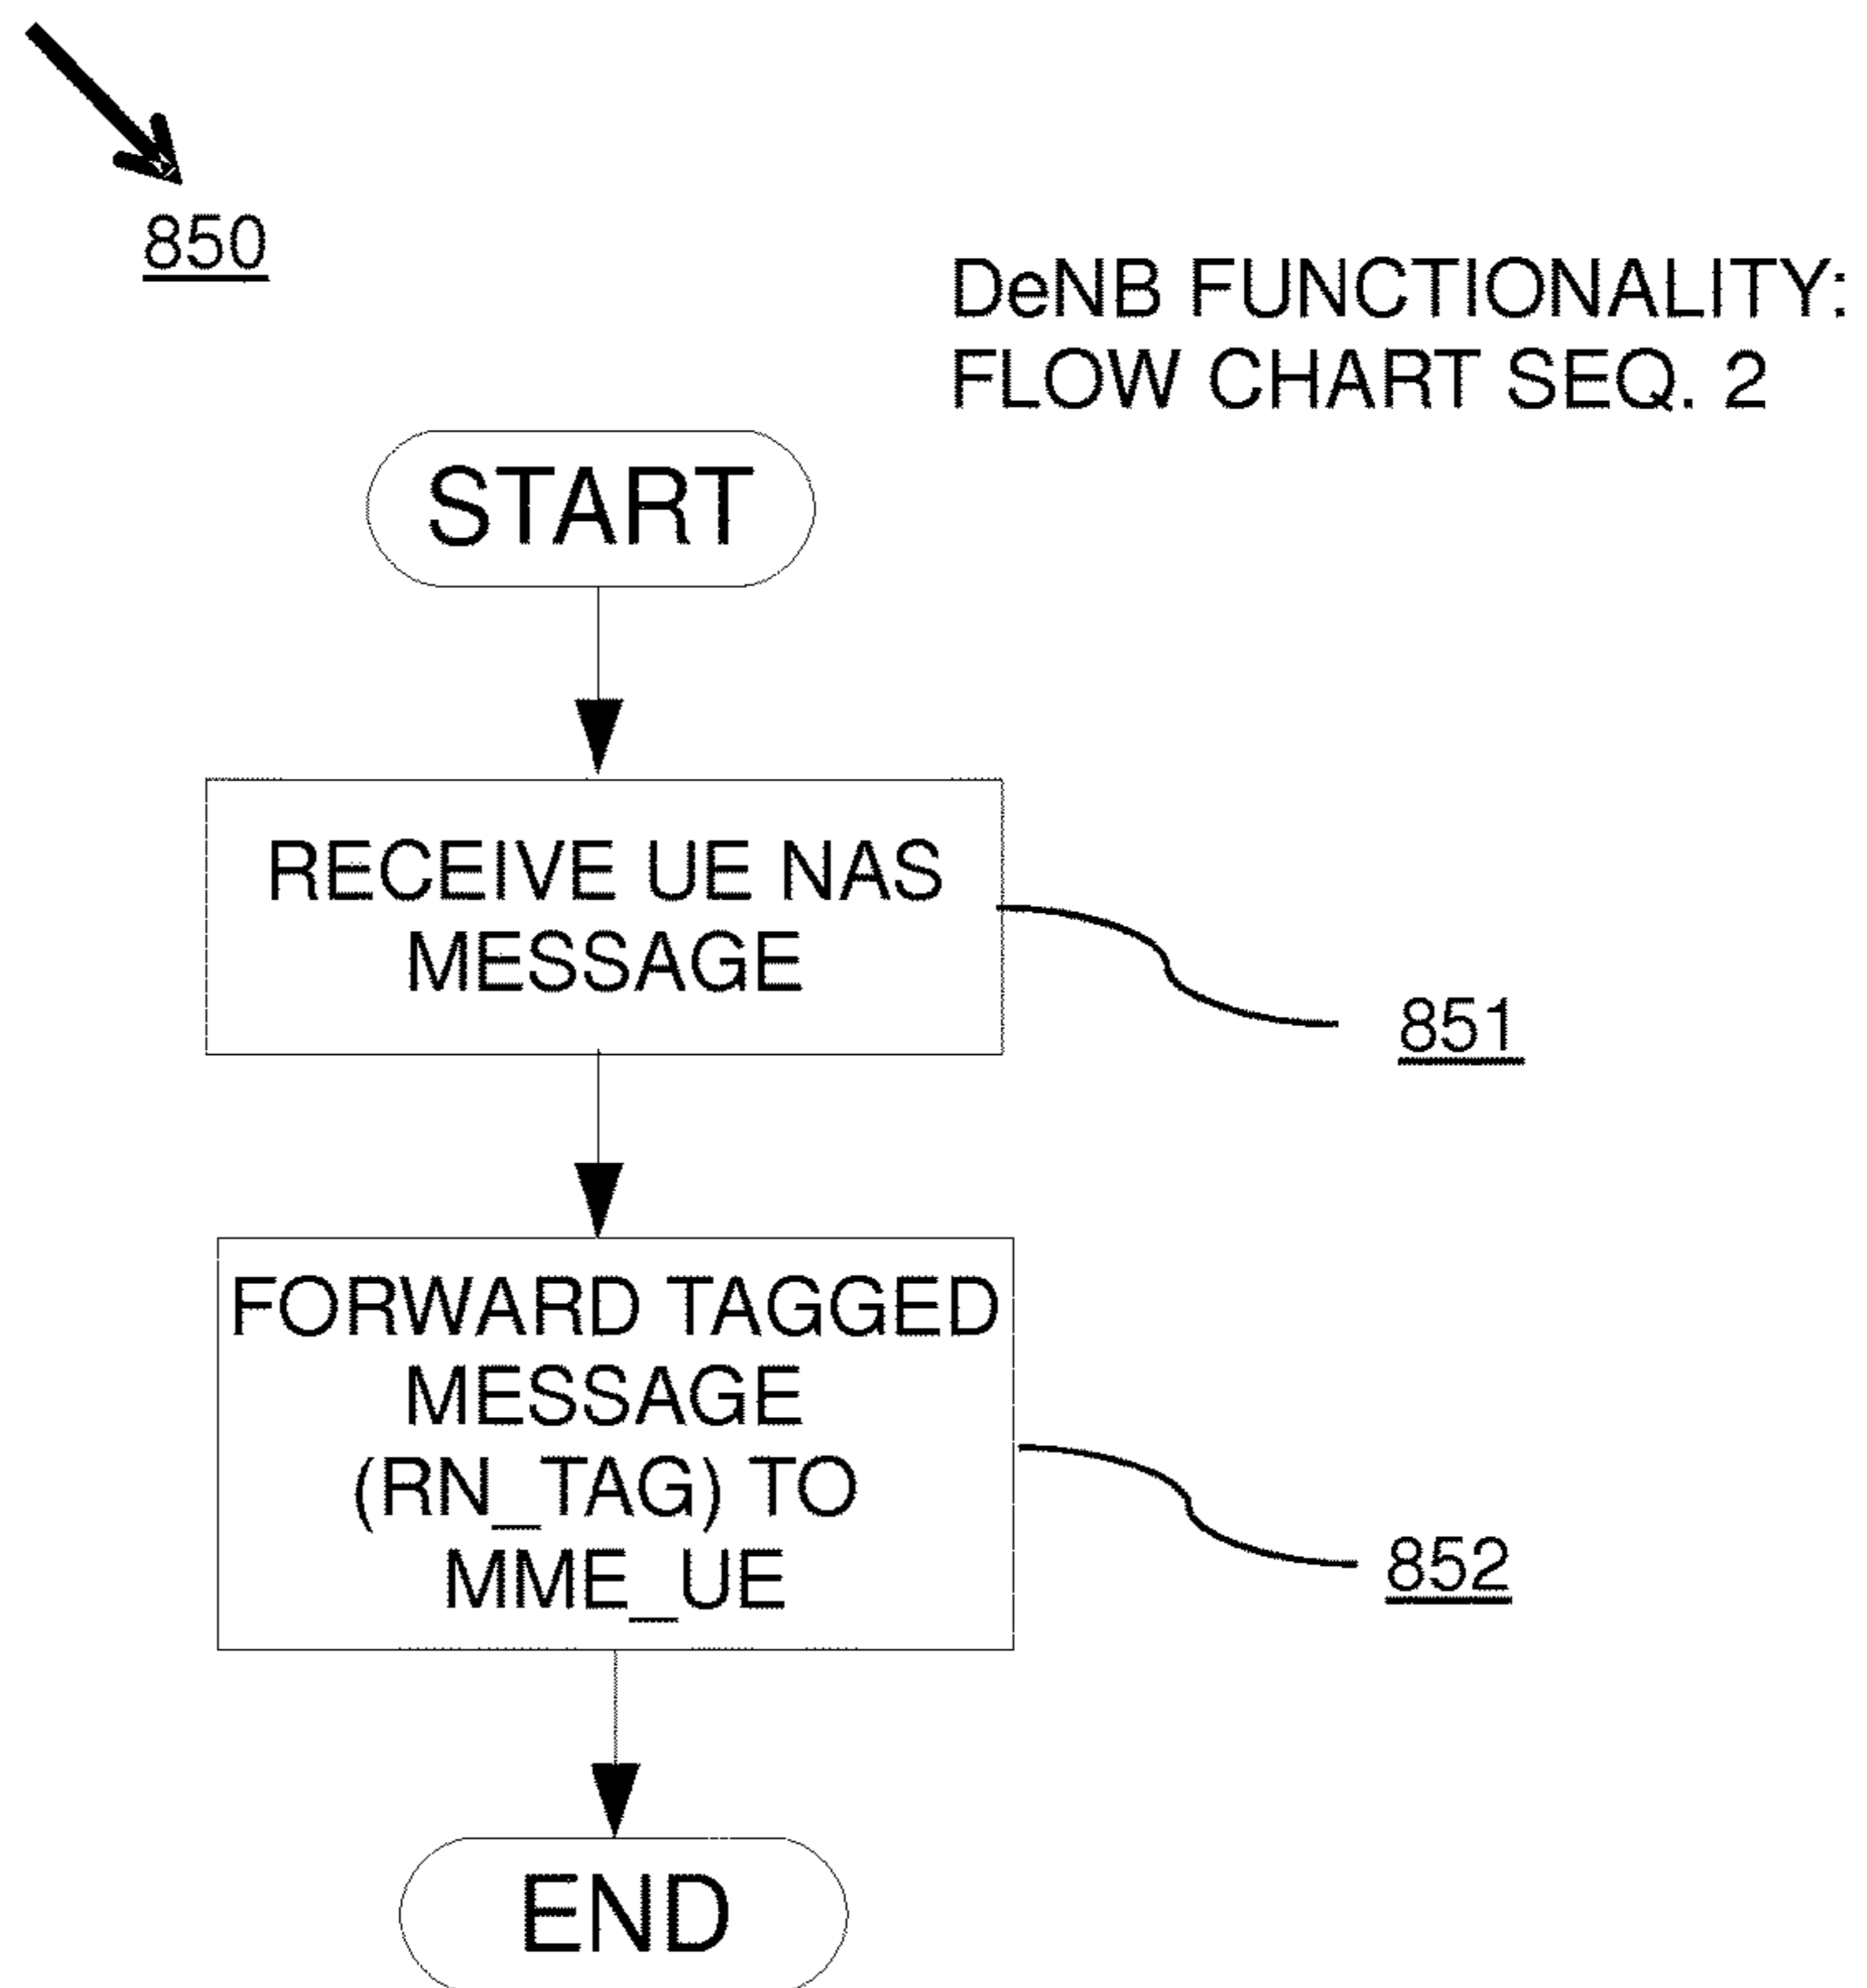 850
DeNB FUNCTIONALITY:
FLOW CHART SEQ. 2
START
RECEIVE UE NAS
MESSAGE
851
FORWARD TAGGED
MESSAGE
(RN_TAG) TO
MME_UE
852
END